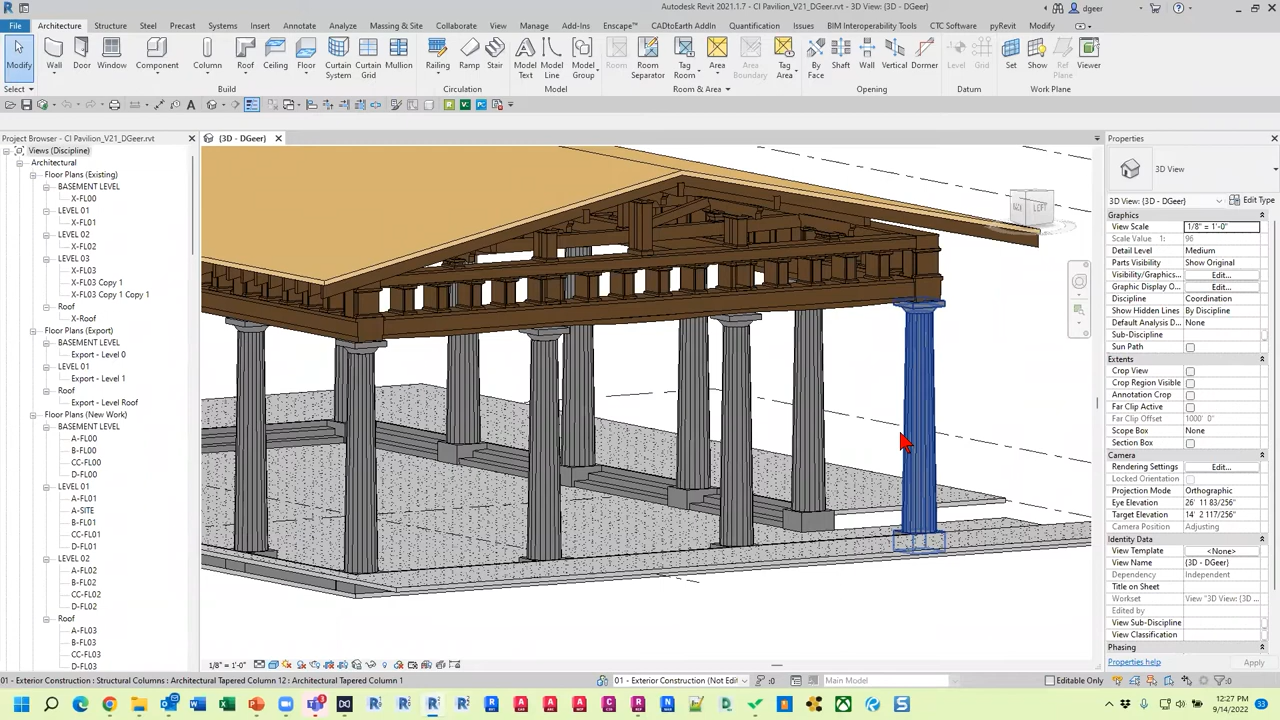 Autodesk Revit 2021.1.7 - CI Pavilion_V21_DGeer.rvt - 3D View: {3D - DGeer}
dgeer
File Architecture Structure Steel Precast Systems Insert Annotate Analyze Massing & Site Collaborate View Manage Add-Ins Enscape™ CADtoEarth Add-In Quantification Issues BIM Interoperability Tools CTC Software pyRevit Modify
Modify Wall Door Window Component Column Roof Ceiling Floor Curtain System Curtain Grid Mullion Railing Ramp Stair Model Text Model Line Model Group Room Room Separator Tag Room Area Area Boundary Tag Area By Face Shaft Wall Vertical Dormer Level Grid Set Show Ref Plane Viewer
Select Build Circulation Model Room & Area Opening Datum Work Plane
Project Browser - CI Pavilion_V21_DGeer.rvt
{3D - DGeer}
Properties
Views (Discipline)
Architectural
Floor Plans (Existing)
BASEMENT LEVEL
X-FL00
LEVEL 01
X-FL01
LEVEL 02
X-FL02
LEVEL 03
X-FL03
X-FL03 Copy 1
X-FL03 Copy 1 Copy 1
Roof
X-Roof
Floor Plans (Export)
BASEMENT LEVEL
Export - Level 0
LEVEL 01
Export - Level 1
Roof
Export - Level Roof
Floor Plans (New Work)
BASEMENT LEVEL
A-FL00
B-FL00
CC-FL00
D-FL00
LEVEL 01
A-FL01
A-SITE
B-FL01
CC-FL01
D-FL01
LEVEL 02
A-FL02
B-FL02
CC-FL02
D-FL02
Roof
A-FL03
B-FL03
CC-FL03
D-FL03
LEFT
3D View
3D View: {3D - DGeer} Edit Type
Graphics
View Scale 1/8" = 1'-0"
Scale Value 1: 96
Detail Level Medium
Parts Visibility Show Original
Visibility/Graphics... Edit...
Graphic Display O... Edit...
Discipline Coordination
Show Hidden Lines By Discipline
Default Analysis D... None
Sub-Discipline
Sun Path
Extents
Crop View
Crop Region Visible
Annotation Crop
Far Clip Active
Far Clip Offset 1000' 0"
Scope Box None
Section Box
Camera
Rendering Settings Edit...
Locked Orientation
Projection Mode Orthographic
Eye Elevation 26' 11 83/256"
Target Elevation 14' 2 117/256"
Camera Position Adjusting
Identity Data
View Template <None>
View Name {3D - DGeer}
Dependency Independent
Title on Sheet
Workset View "3D View: {3D ...
Edited by
View Sub-Discipline
View Classification
Phasing
Properties help Apply
1/8" = 1'-0"
01 - Exterior Construction : Structural Columns : Architectural Tapered Column 12 : Architectural Tapered Column 1
01 - Exterior Construction (Not Edit :0 Main Model Editable Only :0
12:27 PM
9/14/2022
33